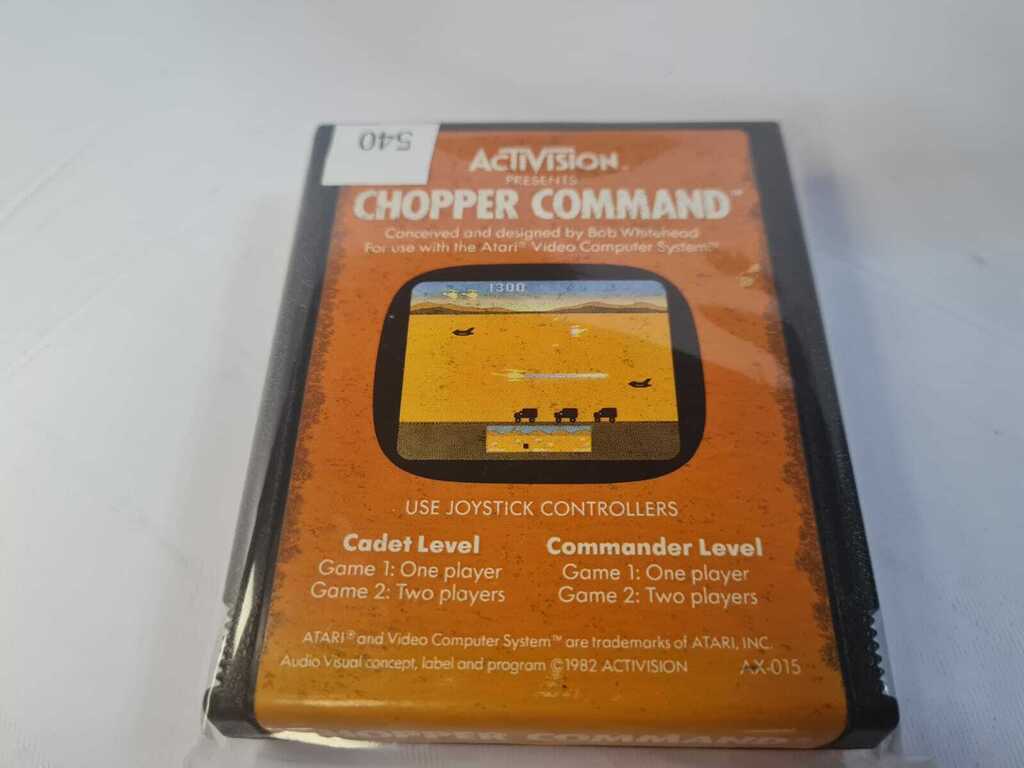 540
ACTIVISION™
PRESENTS
CHOPPER COMMAND™
Conceived and designed by Bob Whitehead
For use with the Atari® Video Computer System™
1300
USE JOYSTICK CONTROLLERS
Cadet Level
Game 1: One player
Game 2: Two players
Commander Level
Game 1: One player
Game 2: Two players
ATARI® and Video Computer System™ are trademarks of ATARI, INC.
Audio Visual concept, label and program ©1982 ACTIVISION
AX-015
CHOPPER COMMAND